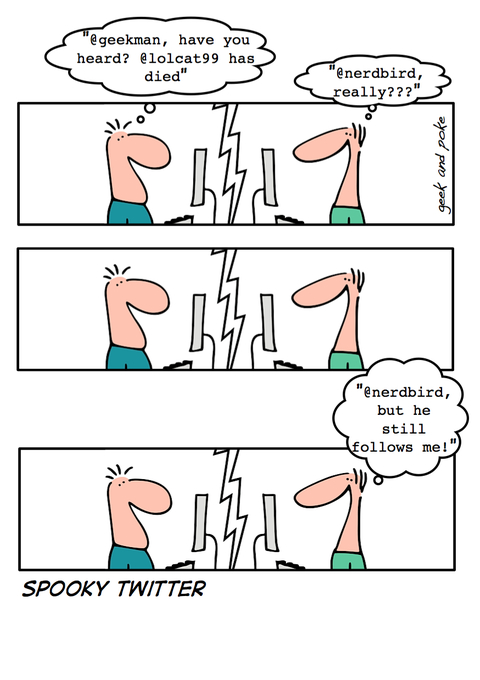 "@geekman, have you
heard? @lolcat99 has
died"
"@nerdbird,
really???"
geek and poke
"@nerdbird,
but he
still
follows me!"
SPOOKY TWITTER